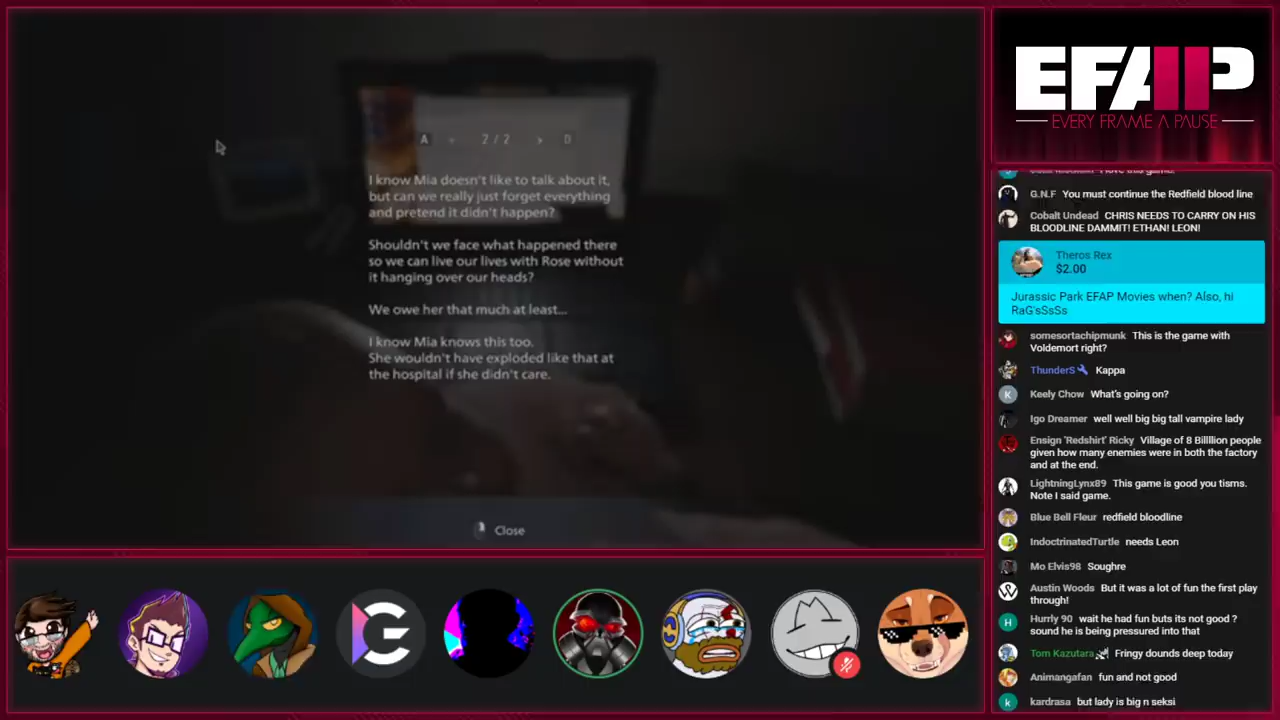 A
2 / 2
D
I know Mia doesn't like to talk about it,
but can we really just forget everything
and pretend it didn't happen?
Shouldn't we face what happened there
so we can live our lives with Rose without
it hanging over our heads?
We owe her that much at least...
I know Mia knows this too.
She wouldn't have exploded like that at
the hospital if she didn't care.
Close
EFAP
EVERY FRAME A PAUSE
G.N.F You must continue the Redfield blood line
Cobalt Undead CHRIS NEEDS TO CARRY ON HIS
BLOODLINE DAMMIT! ETHAN! LEON!
Theros Rex
$2.00
Jurassic Park EFAP Movies when? Also, hi
RaG'sSsSs
somesortachipmunk This is the game with
Voldemort right?
ThunderS Kappa
K
Keely Chow What's going on?
Igo Dreamer well well big big tall vampire lady
Ensign 'Redshirt' Ricky Village of 8 Billlion people
given how many enemies were in both the factory
and at the end.
LightningLynx89 This game is good you tisms.
Note I said game.
Blue Bell Fleur redfield bloodline
IndoctrinatedTurtle needs Leon
Mo Elvis98 Soughre
Austin Woods But it was a lot of fun the first play
through!
H
Hurrly 90 wait he had fun buts its not good ?
sound he is being pressured into that
Tom Kazutara Fringy dounds deep today
Animangafan fun and not good
k
kardrasa but lady is big n seksi